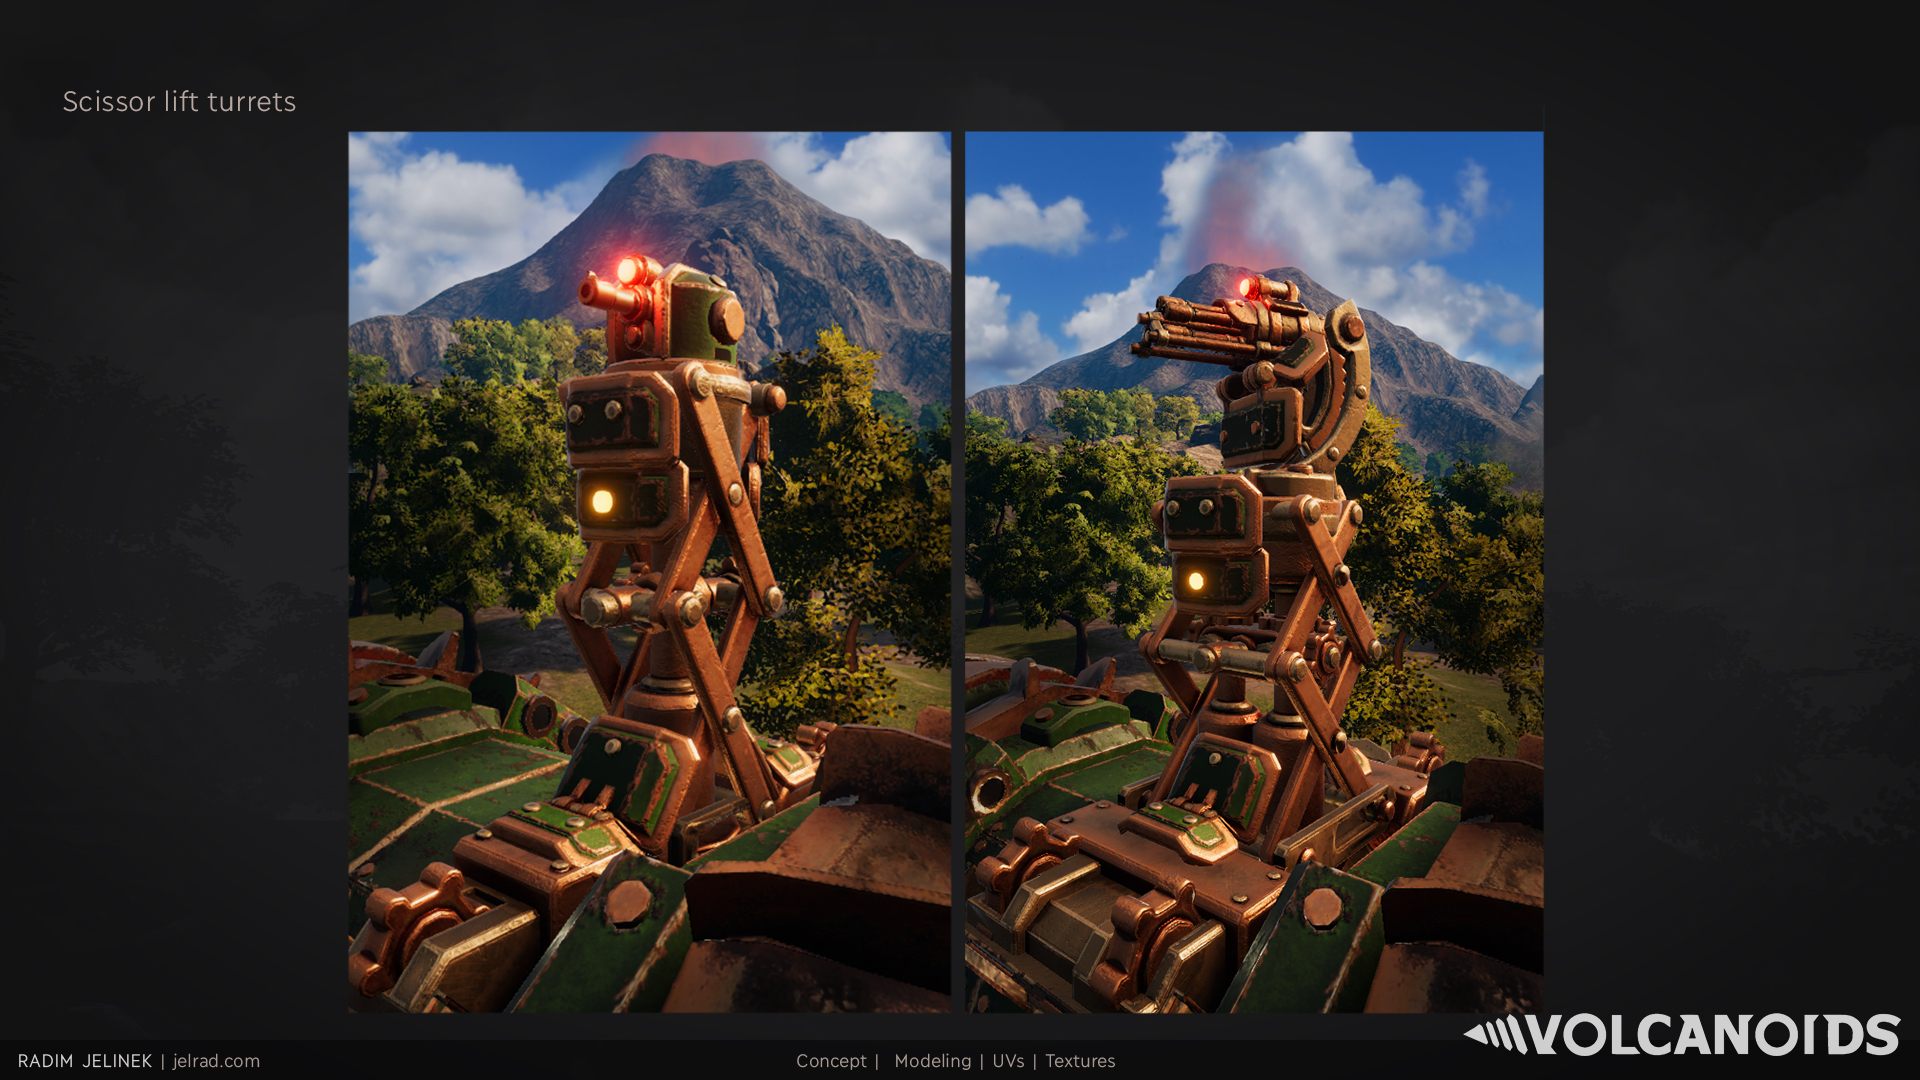 Scissor lift turrets
VOLCANOIDS
RADIM JELINEK | jelrad.com
Concept | Modeling | UVs | Textures